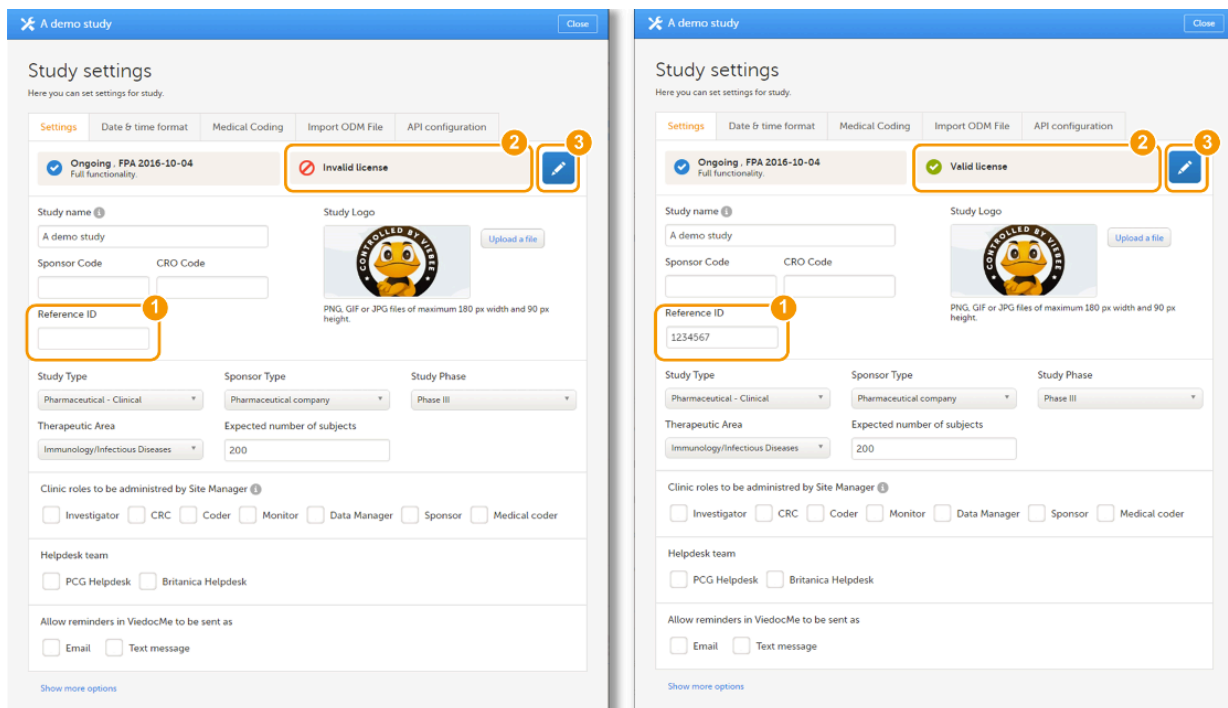 A demo study
Close
Study settings
Here you can set settings for study.
Settings
Date & time format
Medical Coding
Import ODM File
API configuration
2
3
Ongoing , FPA 2016-10-04
Full functionality.
Invalid license
Study name
Study Logo
A demo study
CONTROLLED BY VIEBEE
Upload a file
Sponsor Code
CRO Code
1
Reference ID
PNG, GIF or JPG files of maximum 180 px width and 90 px
height.
Study Type
Sponsor Type
Study Phase
Pharmaceutical - Clinical
Pharmaceutical company
Phase III
Therapeutic Area
Expected number of subjects
Immunology/Infectious Diseases
200
Clinic roles to be administred by Site Manager
Investigator
CRC
Coder
Monitor
Data Manager
Sponsor
Medical coder
Helpdesk team
PCG Helpdesk
Britanica Helpdesk
Allow reminders in ViedocMe to be sent as
Email
Text message
Show more options
A demo study
Close
Study settings
Here you can set settings for study.
Settings
Date & time format
Medical Coding
Import ODM File
API configuration
2
3
Ongoing , FPA 2016-10-04
Full functionality.
Valid license
Study name
Study Logo
A demo study
CONTROLLED BY VIEBEE
Upload a file
Sponsor Code
CRO Code
1
Reference ID
1234567
PNG, GIF or JPG files of maximum 180 px width and 90 px
height.
Study Type
Sponsor Type
Study Phase
Pharmaceutical - Clinical
Pharmaceutical company
Phase III
Therapeutic Area
Expected number of subjects
Immunology/Infectious Diseases
200
Clinic roles to be administred by Site Manager
Investigator
CRC
Coder
Monitor
Data Manager
Sponsor
Medical coder
Helpdesk team
PCG Helpdesk
Britanica Helpdesk
Allow reminders in ViedocMe to be sent as
Email
Text message
Show more options